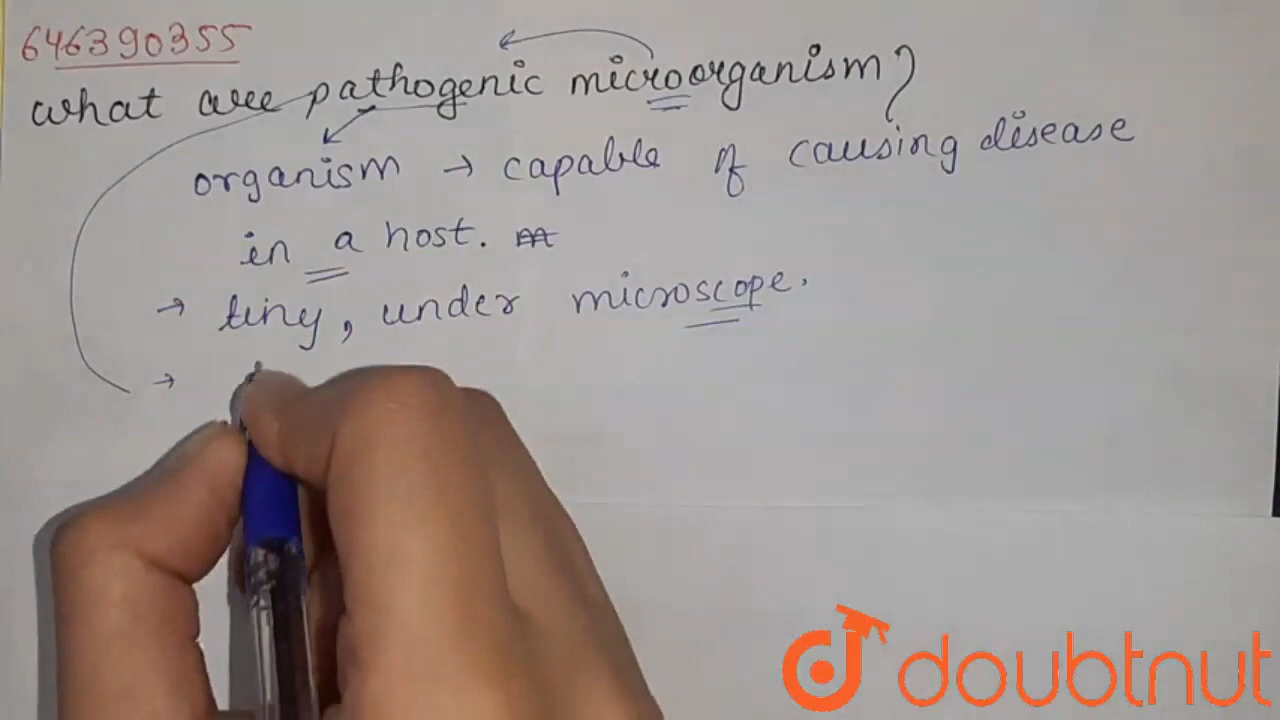 646390355
what are pathogenic microorganism?
organism → capable of causing disease
in a host.
→ tiny, under microscope.
→
doubtnut